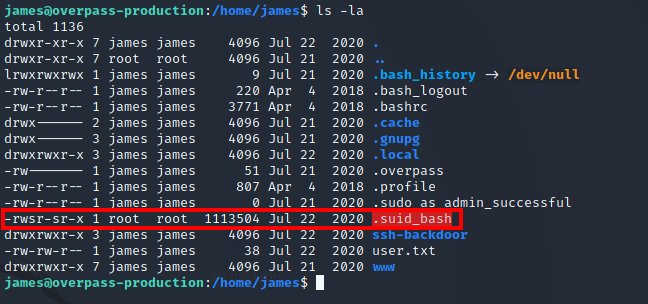 james@overpass-production:/home/james$ ls -la
total 1136
drwxr-xr-x 7 james james    4096 Jul 22  2020 .
drwxr-xr-x 7 root  root     4096 Jul 21  2020 ..
lrwxrwxrwx 1 james james       9 Jul 21  2020 .bash_history -> /dev/null
-rw-r--r-- 1 james james     220 Apr  4  2018 .bash_logout
-rw-r--r-- 1 james james    3771 Apr  4  2018 .bashrc
drwx------ 2 james james    4096 Jul 21  2020 .cache
drwx------ 3 james james    4096 Jul 21  2020 .gnupg
drwxrwxr-x 3 james james    4096 Jul 22  2020 .local
-rw------- 1 james james      51 Jul 21  2020 .overpass
-rw-r--r-- 1 james james     807 Apr  4  2018 .profile
-rw-r--r-- 1 james james       0 Jul 21  2020 .sudo_as_admin_successful
-rwsr-sr-x 1 root  root  1113504 Jul 22  2020 .suid_bash
drwxrwxr-x 3 james james    4096 Jul 22  2020 ssh-backdoor
-rw-rw-r-- 1 james james      38 Jul 22  2020 user.txt
drwxrwxr-x 7 james james    4096 Jul 21  2020 www
james@overpass-production:/home/james$